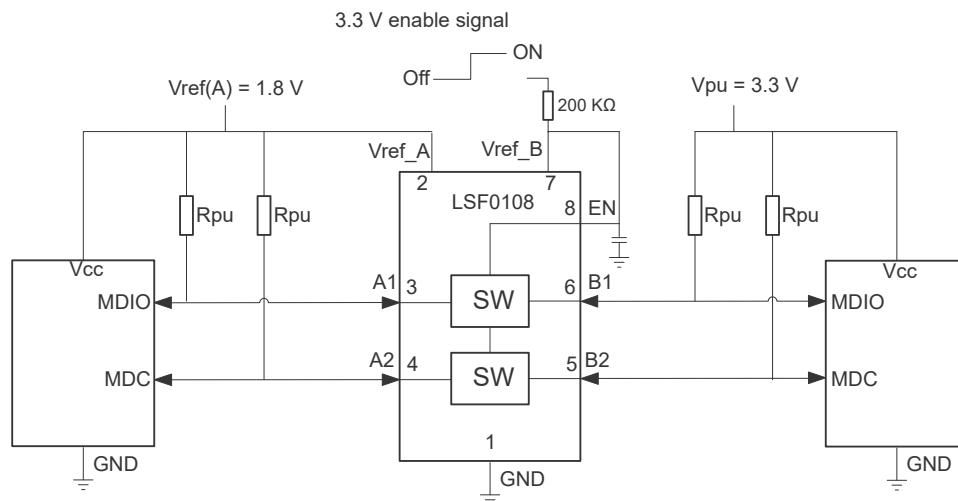 3.3 V enable signal
ON
Off
Vref(A) = 1.8 V
Vpu = 3.3 V
200 KΩ
Vref_A
Vref_B
2
7
LSF0108
8
EN
Rpu
Rpu
Rpu
Rpu
Vcc
Vcc
MDIO
A1
3
SW
6
B1
MDIO
MDC
A2
4
SW
5
B2
MDC
1
GND
GND
GND